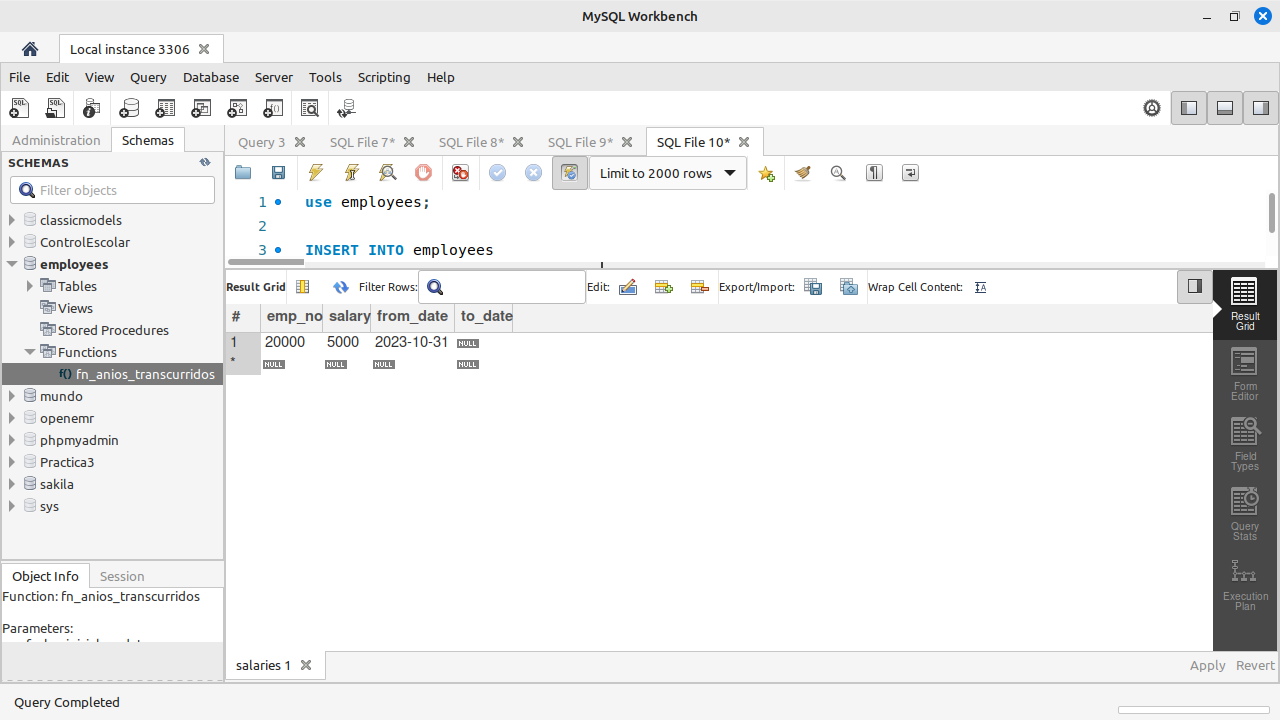 MySQL Workbench
Local instance 3306
File Edit View Query Database Server Tools Scripting Help
Administration Schemas
SCHEMAS
Filter objects
classicmodels
ControlEscolar
employees
Tables
Views
Stored Procedures
Functions
f() fn_anios_transcurridos
mundo
openemr
phpmyadmin
Practica3
sakila
sys
Object Info Session
Function: fn_anios_transcurridos
Parameters:
Query 3 SQL File 7* SQL File 8* SQL File 9* SQL File 10*
Limit to 2000 rows
1 use employees;
2
3 INSERT INTO employees
Result Grid Filter Rows: Edit: Export/Import: Wrap Cell Content:
# emp_no salary from_date to_date
1 20000 5000 2023-10-31 NULL
* NULL NULL NULL NULL
Result
Grid
Form
Editor
Field
Types
Query
Stats
Execution
Plan
salaries 1
Apply Revert
Query Completed